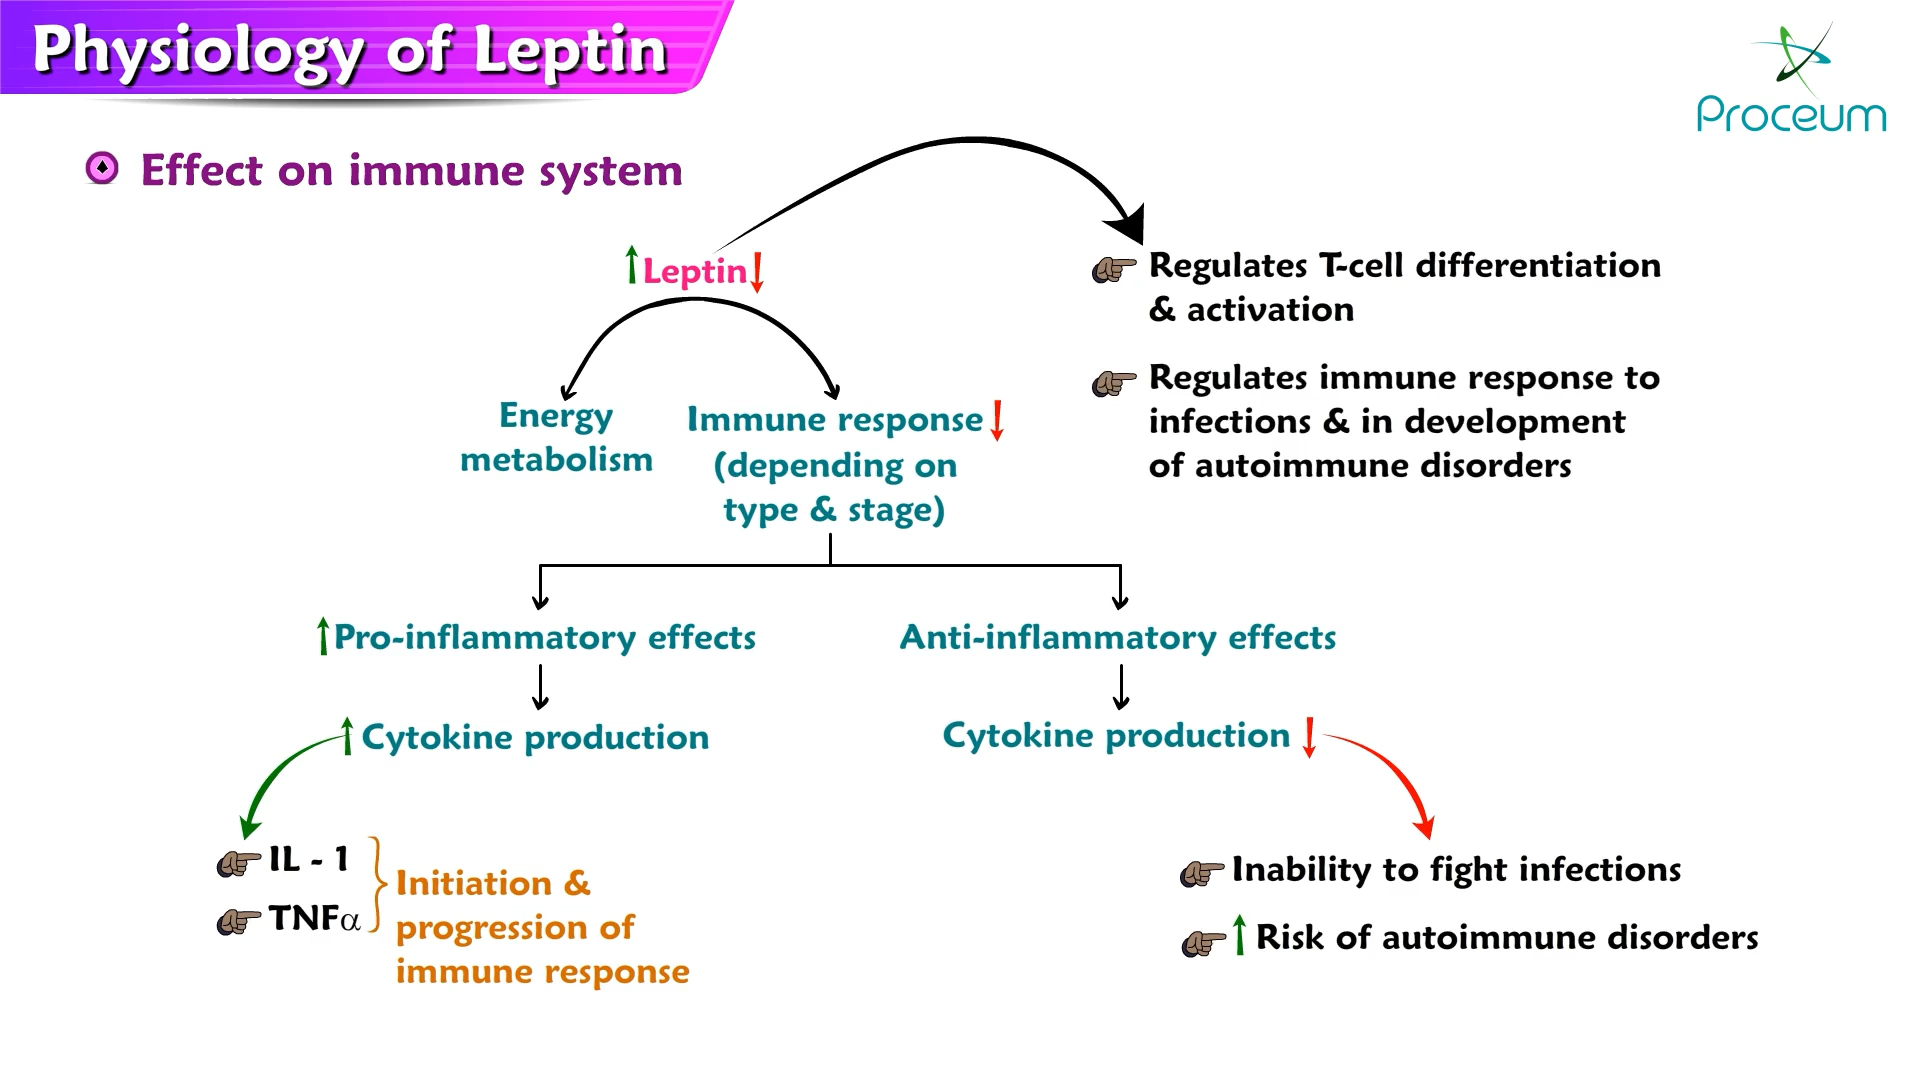 Physiology of Leptin
Proceum
Effect on immune system
↑Leptin↓
Regulates T-cell differentiation
& activation
Regulates immune response to
infections & in development
of autoimmune disorders
Energy
metabolism
Immune response↓
(depending on
type & stage)
↑Pro-inflammatory effects
Anti-inflammatory effects
↑ Cytokine production
Cytokine production ↓
IL - 1
TNFα
Initiation &
progression of
immune response
Inability to fight infections
↑ Risk of autoimmune disorders